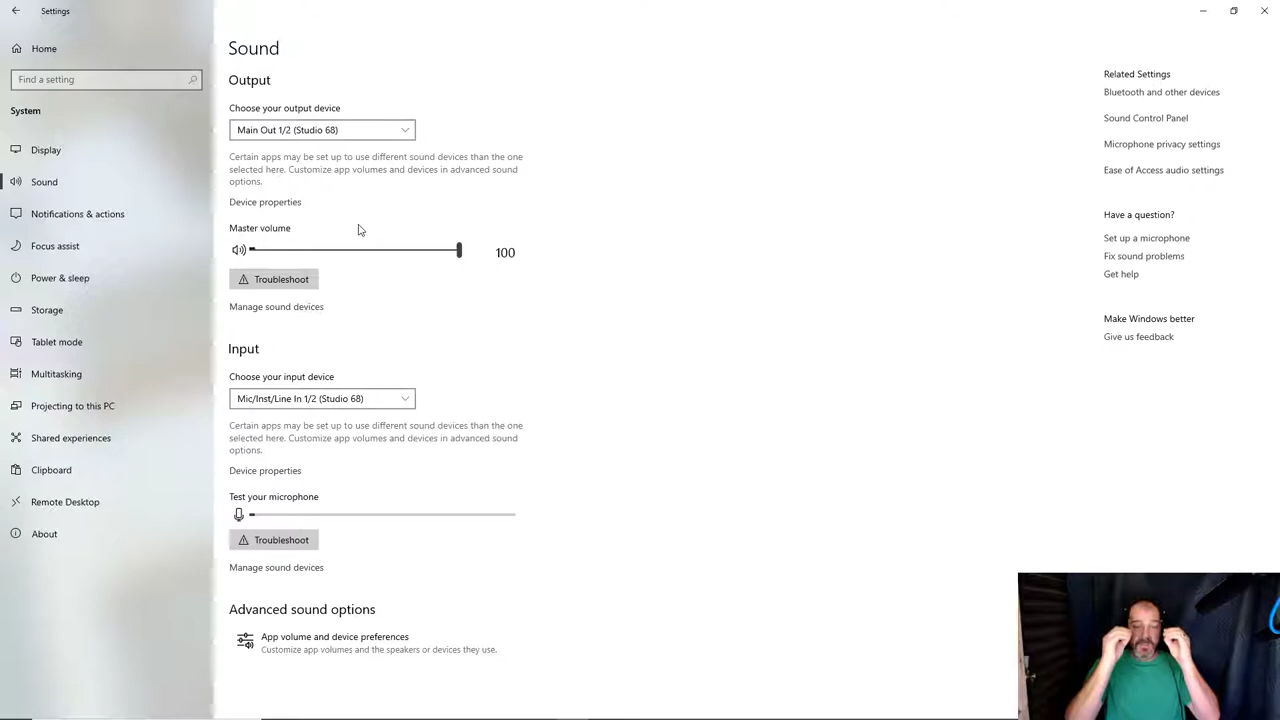 Settings
Home
Find a setting
System
Display
Sound
Notifications & actions
Focus assist
Power & sleep
Storage
Tablet mode
Multitasking
Projecting to this PC
Shared experiences
Clipboard
Remote Desktop
About
Sound
Output
Choose your output device
Main Out 1/2 (Studio 68)
Certain apps may be set up to use different sound devices than the one
selected here. Customize app volumes and devices in advanced sound
options.
Device properties
Master volume
100
Troubleshoot
Manage sound devices
Input
Choose your input device
Mic/Inst/Line In 1/2 (Studio 68)
Certain apps may be set up to use different sound devices than the one
selected here. Customize app volumes and devices in advanced sound
options.
Device properties
Test your microphone
Troubleshoot
Manage sound devices
Advanced sound options
App volume and device preferences
Customize app volumes and the speakers or devices they use.
Related Settings
Bluetooth and other devices
Sound Control Panel
Microphone privacy settings
Ease of Access audio settings
Have a question?
Set up a microphone
Fix sound problems
Get help
Make Windows better
Give us feedback